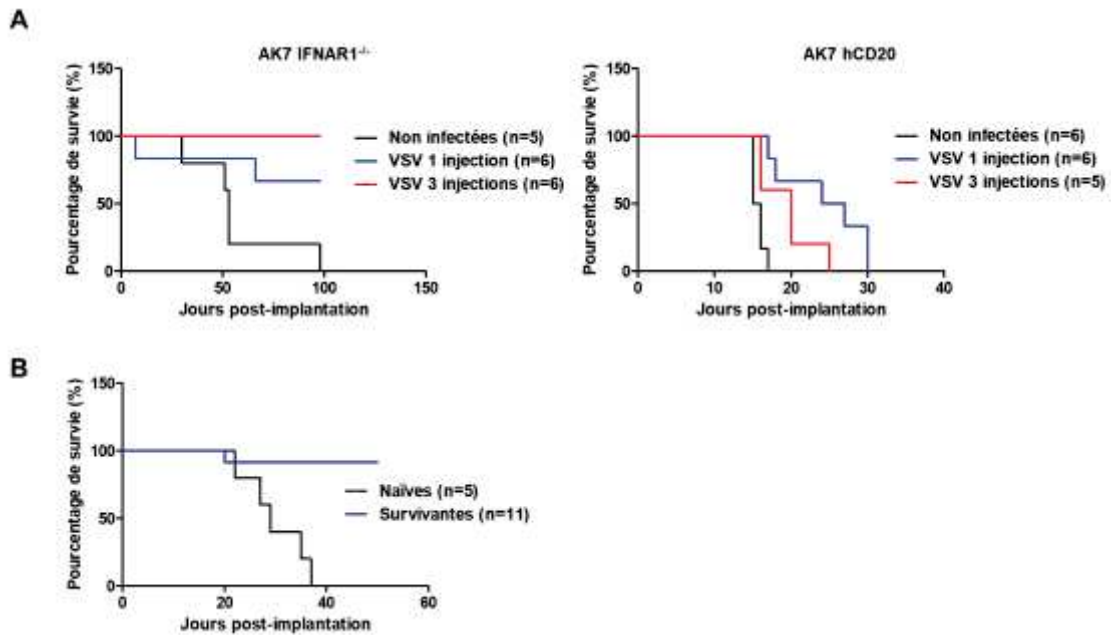 A
AK7 IFNAR1-/-
150
100
50
0
Pourcentage de survie (%)
0 50 100 150
Jours post-implantation
Non infectées (n=5)
VSV 1 injection (n=6)
VSV 3 injections (n=6)
AK7 hCD20
150
100
50
0
Pourcentage de survie (%)
0 10 20 30 40
Jours post-implantation
Non infectées (n=6)
VSV 1 injection (n=6)
VSV 3 injections (n=5)
B
150
100
50
0
Pourcentage de survie (%)
0 20 40 60
Jours post-implantation
Naïves (n=5)
Survivantes (n=11)